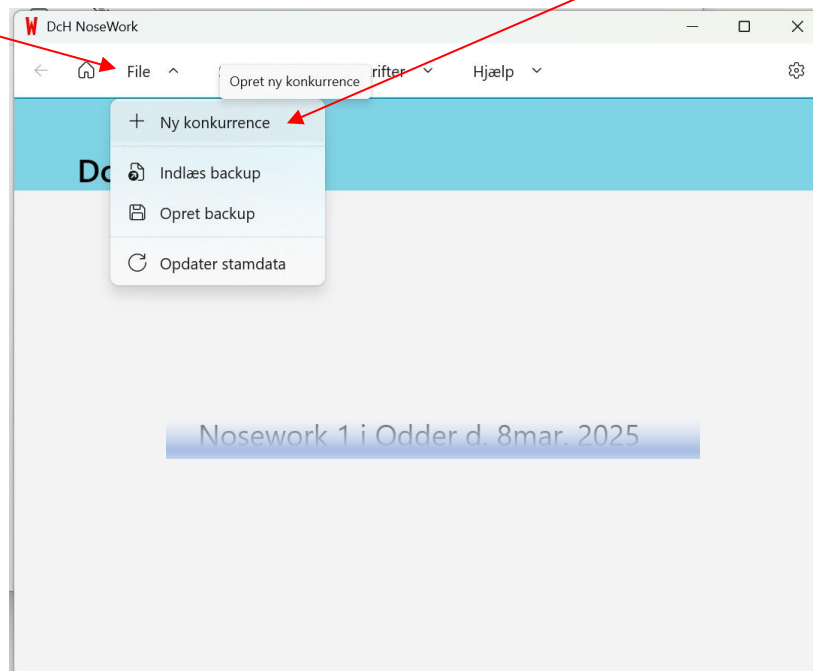 DcH NoseWork
File
Hjælp
Opret ny konkurrence
Ny konkurrence
Indlæs backup
Opret backup
Opdater stamdata
Nosework 1 i Odder d. 8mar. 2025